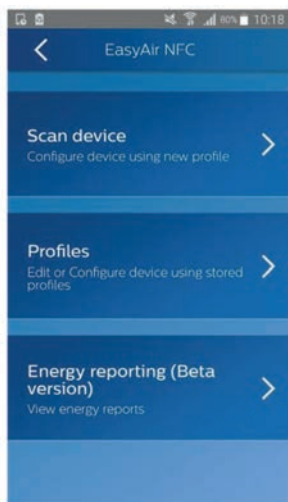 80% 10:18
EasyAir NFC
Scan device
Configure device using new profile
Profiles
Edit or Configure device using stored
profiles
Energy reporting (Beta
version)
View energy reports